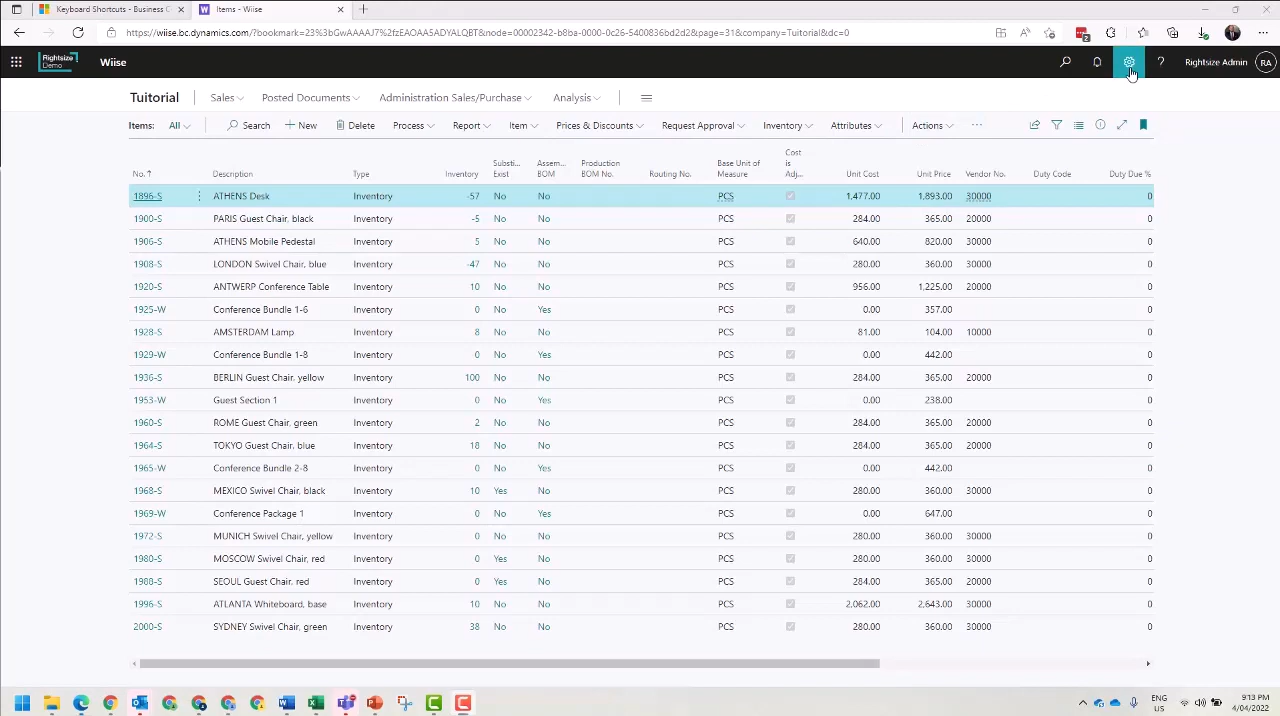 Keyboard Shortcuts - Business C
Items - Wiise
https://wiise.bc.dynamics.com/?bookmark=23%3bGwAAAAJ7%2fzEAOAA5ADYALQBT&node=00002342-b8ba-0000-0c26-5400836bd2d2&page=31&company=Tuitorial&dc=0
Rightsize Demo
Wiise
Rightsize Admin RA
Tuitorial Sales Posted Documents Administration Sales/Purchase Analysis
Items: All Search New Delete Process Report Item Prices & Discounts Request Approval Inventory Attributes Actions
No. Description Type Inventory Substi... Exist Assem... BOM Production BOM No. Routing No. Base Unit of Measure Cost is Adj... Unit Cost Unit Price Vendor No. Duty Code Duty Due %
1896-S ATHENS Desk Inventory -57 No No PCS 1,477.00 1,893.00 30000 0
1900-S PARIS Guest Chair, black Inventory -5 No No PCS 284.00 365.00 20000 0
1906-S ATHENS Mobile Pedestal Inventory 5 No No PCS 640.00 820.00 30000 0
1908-S LONDON Swivel Chair, blue Inventory -47 No No PCS 280.00 360.00 30000 0
1920-S ANTWERP Conference Table Inventory 10 No No PCS 956.00 1,225.00 20000 0
1925-W Conference Bundle 1-6 Inventory 0 No Yes PCS 0.00 357.00 0
1928-S AMSTERDAM Lamp Inventory 8 No No PCS 81.00 104.00 10000 0
1929-W Conference Bundle 1-8 Inventory 0 No Yes PCS 0.00 442.00 0
1936-S BERLIN Guest Chair, yellow Inventory 100 No No PCS 284.00 365.00 20000 0
1953-W Guest Section 1 Inventory 0 No Yes PCS 0.00 238.00 0
1960-S ROME Guest Chair, green Inventory 2 No No PCS 284.00 365.00 20000 0
1964-S TOKYO Guest Chair, blue Inventory 18 No No PCS 284.00 365.00 20000 0
1965-W Conference Bundle 2-8 Inventory 0 No Yes PCS 0.00 442.00 0
1968-S MEXICO Swivel Chair, black Inventory 10 Yes No PCS 280.00 360.00 30000 0
1969-W Conference Package 1 Inventory 0 No Yes PCS 0.00 647.00 0
1972-S MUNICH Swivel Chair, yellow Inventory 0 No No PCS 280.00 360.00 30000 0
1980-S MOSCOW Swivel Chair, red Inventory 0 Yes No PCS 280.00 360.00 30000 0
1988-S SEOUL Guest Chair, red Inventory 0 Yes No PCS 284.00 365.00 20000 0
1996-S ATLANTA Whiteboard, base Inventory 10 No No PCS 2,062.00 2,643.00 30000 0
2000-S SYDNEY Swivel Chair, green Inventory 38 No No PCS 280.00 360.00 30000 0
ENG
US
9:13 PM
4/04/2022